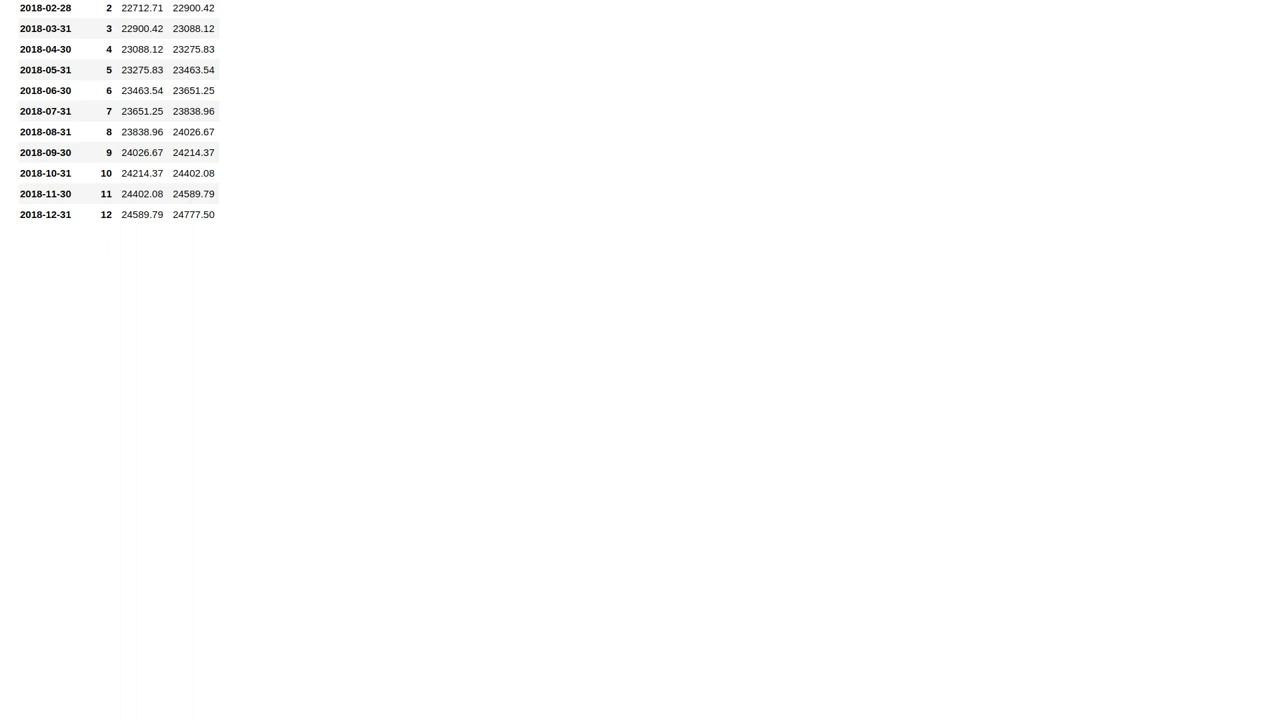 2018-02-28 2 22712.71 22900.42
2018-03-31 3 22900.42 23088.12
2018-04-30 4 23088.12 23275.83
2018-05-31 5 23275.83 23463.54
2018-06-30 6 23463.54 23651.25
2018-07-31 7 23651.25 23838.96
2018-08-31 8 23838.96 24026.67
2018-09-30 9 24026.67 24214.37
2018-10-31 10 24214.37 24402.08
2018-11-30 11 24402.08 24589.79
2018-12-31 12 24589.79 24777.50